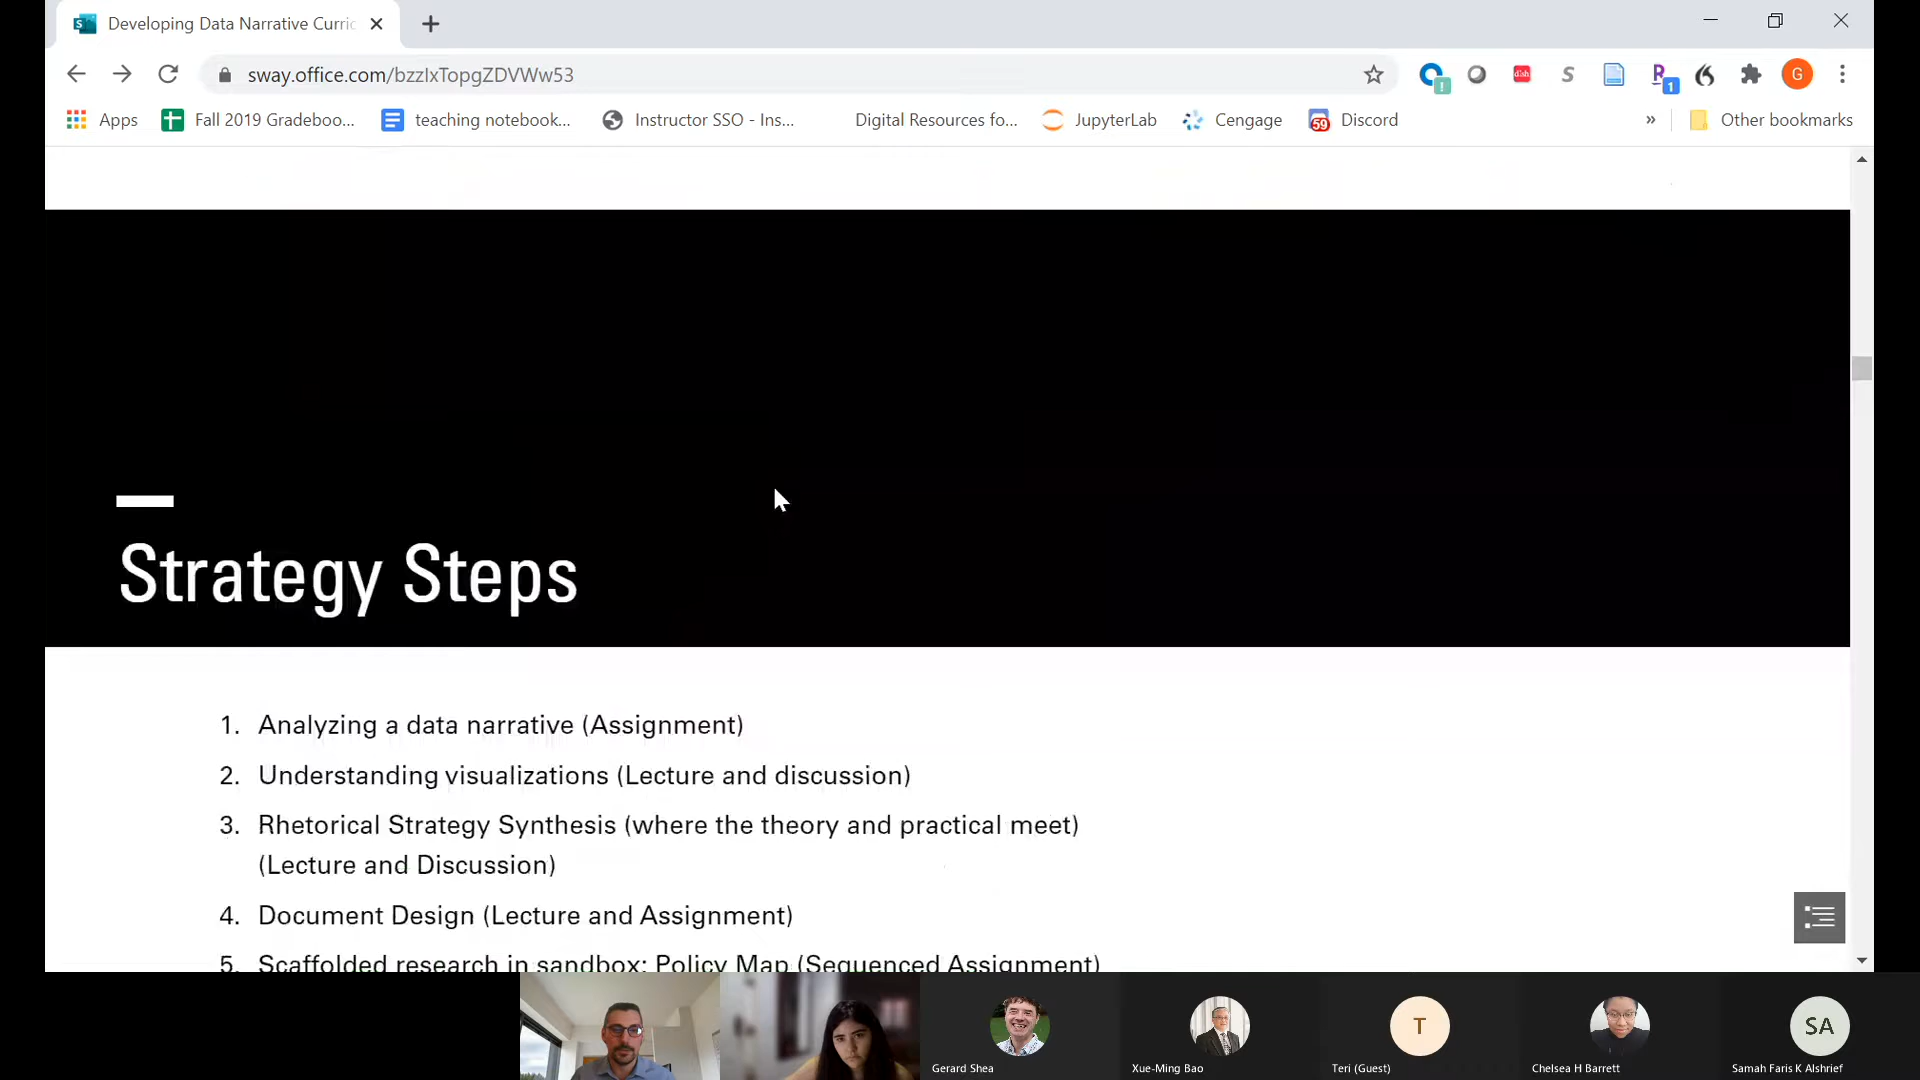 Developing Data Narrative Curric
sway.office.com/bzzIxTopgZDVWw53
G
Apps
Fall 2019 Gradeboo...
teaching notebook...
Instructor SSO - Ins...
Digital Resources fo...
JupyterLab
Cengage
59
Discord
»
Other bookmarks
Strategy Steps
1. Analyzing a data narrative (Assignment)
2. Understanding visualizations (Lecture and discussion)
3. Rhetorical Strategy Synthesis (where the theory and practical meet)
(Lecture and Discussion)
4. Document Design (Lecture and Assignment)
5. Scaffolded research in sandbox: Policy Map (Sequenced Assignment)
T
SA
Gerard Shea
Xue-Ming Bao
Teri (Guest)
Chelsea H Barrett
Samah Faris K Alshrief